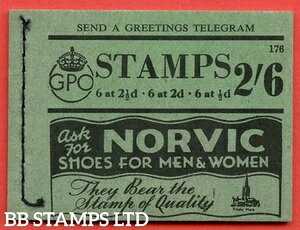 SEND A GREETINGS TELEGRAM
176
GPO
STAMPS 2/6
6 at 2½d · 6 at 2d · 6 at ½d
Ask for NORVIC
SHOES FOR MEN & WOMEN
They Bear the
Stamp of Quality
Trade Mark
BB STAMPS LTD